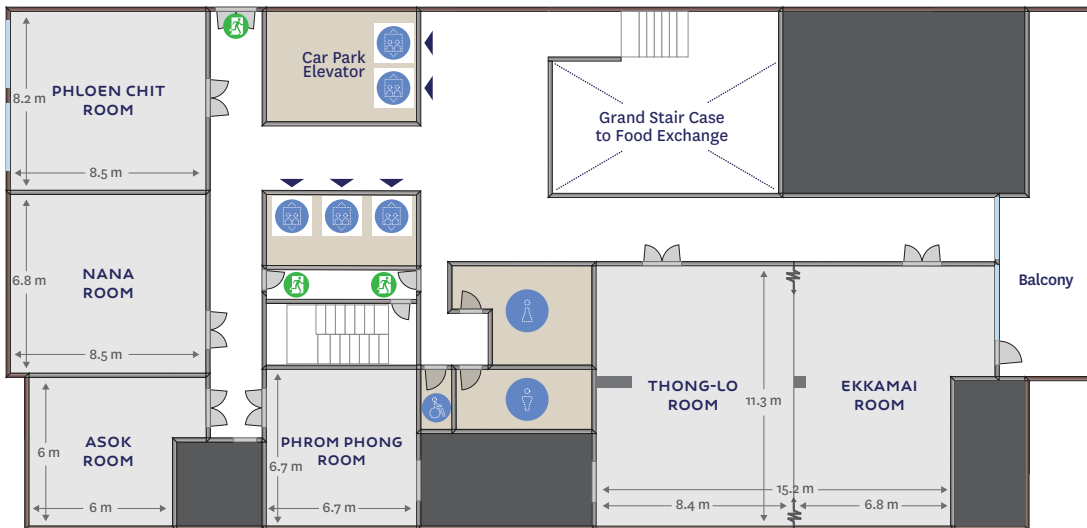 Car Park
Elevator
8.2 m
PHLOEN CHIT
ROOM
8.5 m
Grand Stair Case
to Food Exchange
6.8 m
NANA
ROOM
8.5 m
Balcony
6 m
ASOK
ROOM
6 m
PHROM PHONG
ROOM
6.7 m
6.7 m
THONG-LO
ROOM
11.3 m
EKKAMAI
ROOM
15.2 m
8.4 m
6.8 m